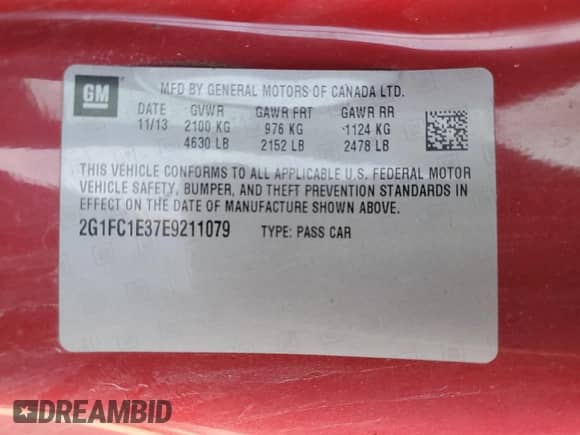 GM
MFD BY GENERAL MOTORS OF CANADA LTD.
DATE GVWR GAWR FRT GAWR RR
11/13 2100 KG 976 KG 1124 KG
4630 LB 2152 LB 2478 LB
THIS VEHICLE CONFORMS TO ALL APPLICABLE U.S. FEDERAL MOTOR
VEHICLE SAFETY, BUMPER, AND THEFT PREVENTION STANDARDS IN
EFFECT ON THE DATE OF MANUFACTURE SHOWN ABOVE.
2G1FC1E37E9211079 TYPE: PASS CAR
DREAMBID